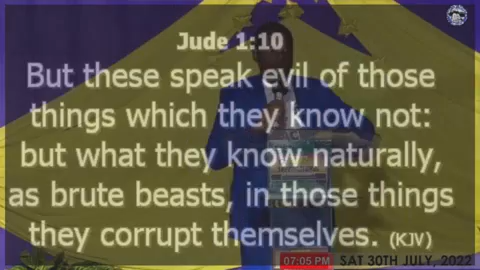 Jude 1:10
But these speak evil of those
things which they know not:
but what they know naturally,
as brute beasts, in those things
they corrupt themselves. (KJV)
07:05 PM SAT 30TH JULY, 2022